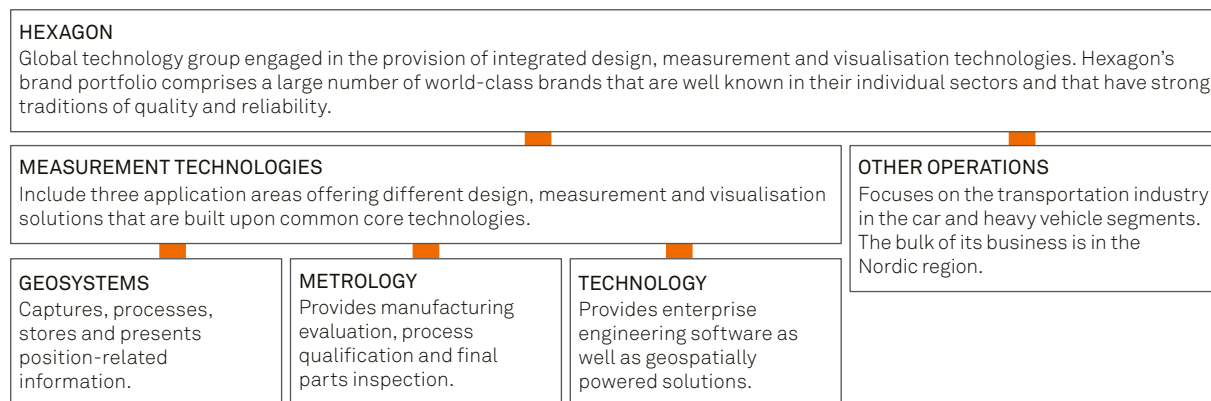 HEXAGON
Global technology group engaged in the provision of integrated design, measurement and visualisation technologies. Hexagon’s
brand portfolio comprises a large number of world-class brands that are well known in their individual sectors and that have strong
traditions of quality and reliability.
MEASUREMENT TECHNOLOGIES
Include three application areas offering different design, measurement and visualisation
solutions that are built upon common core technologies.
OTHER OPERATIONS
Focuses on the transportation industry
in the car and heavy vehicle segments.
The bulk of its business is in the
Nordic region.
GEOSYSTEMS
Captures, processes,
stores and presents
position-related
information.
METROLOGY
Provides manufacturing
evaluation, process
qualification and final
parts inspection.
TECHNOLOGY
Provides enterprise
engineering software as
well as geospatially
powered solutions.